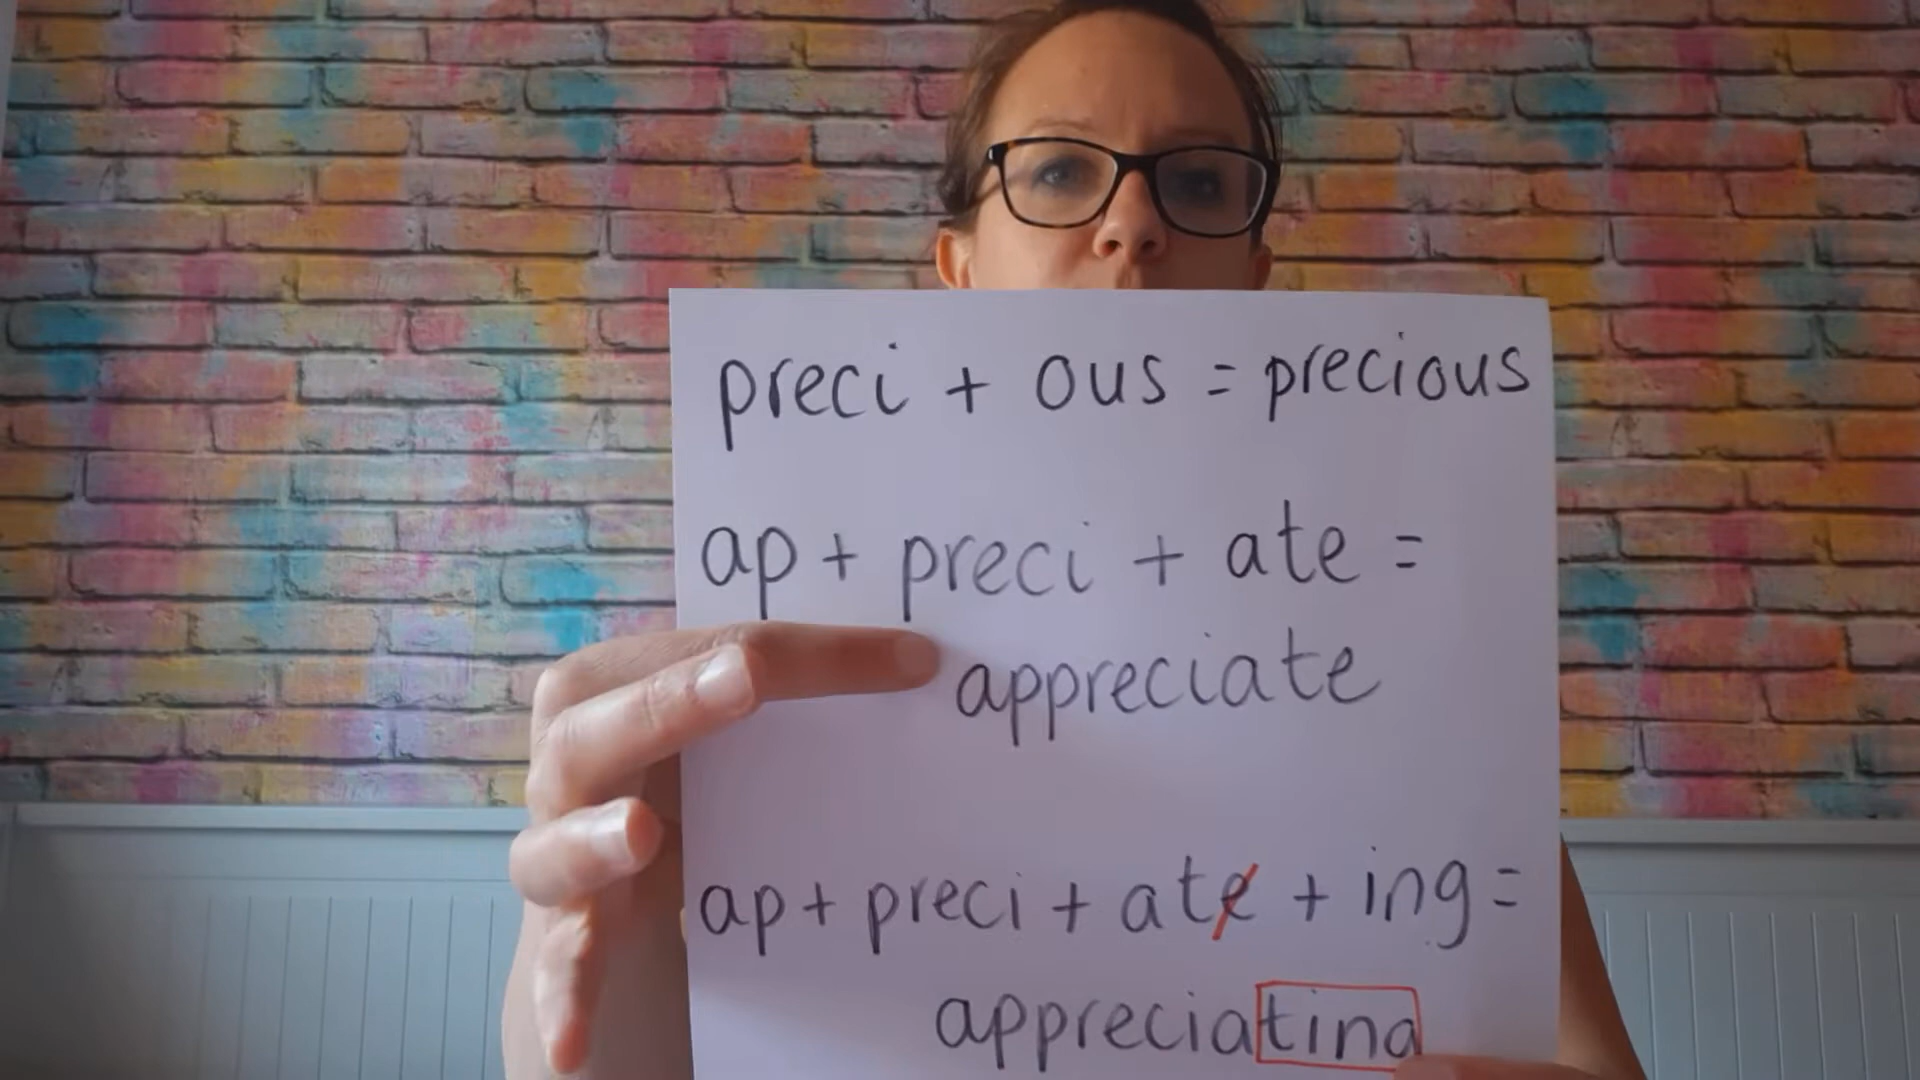 preci + ous = precious
ap + preci + ate =
appreciate
ap + preci + ate + ing =
appreciating